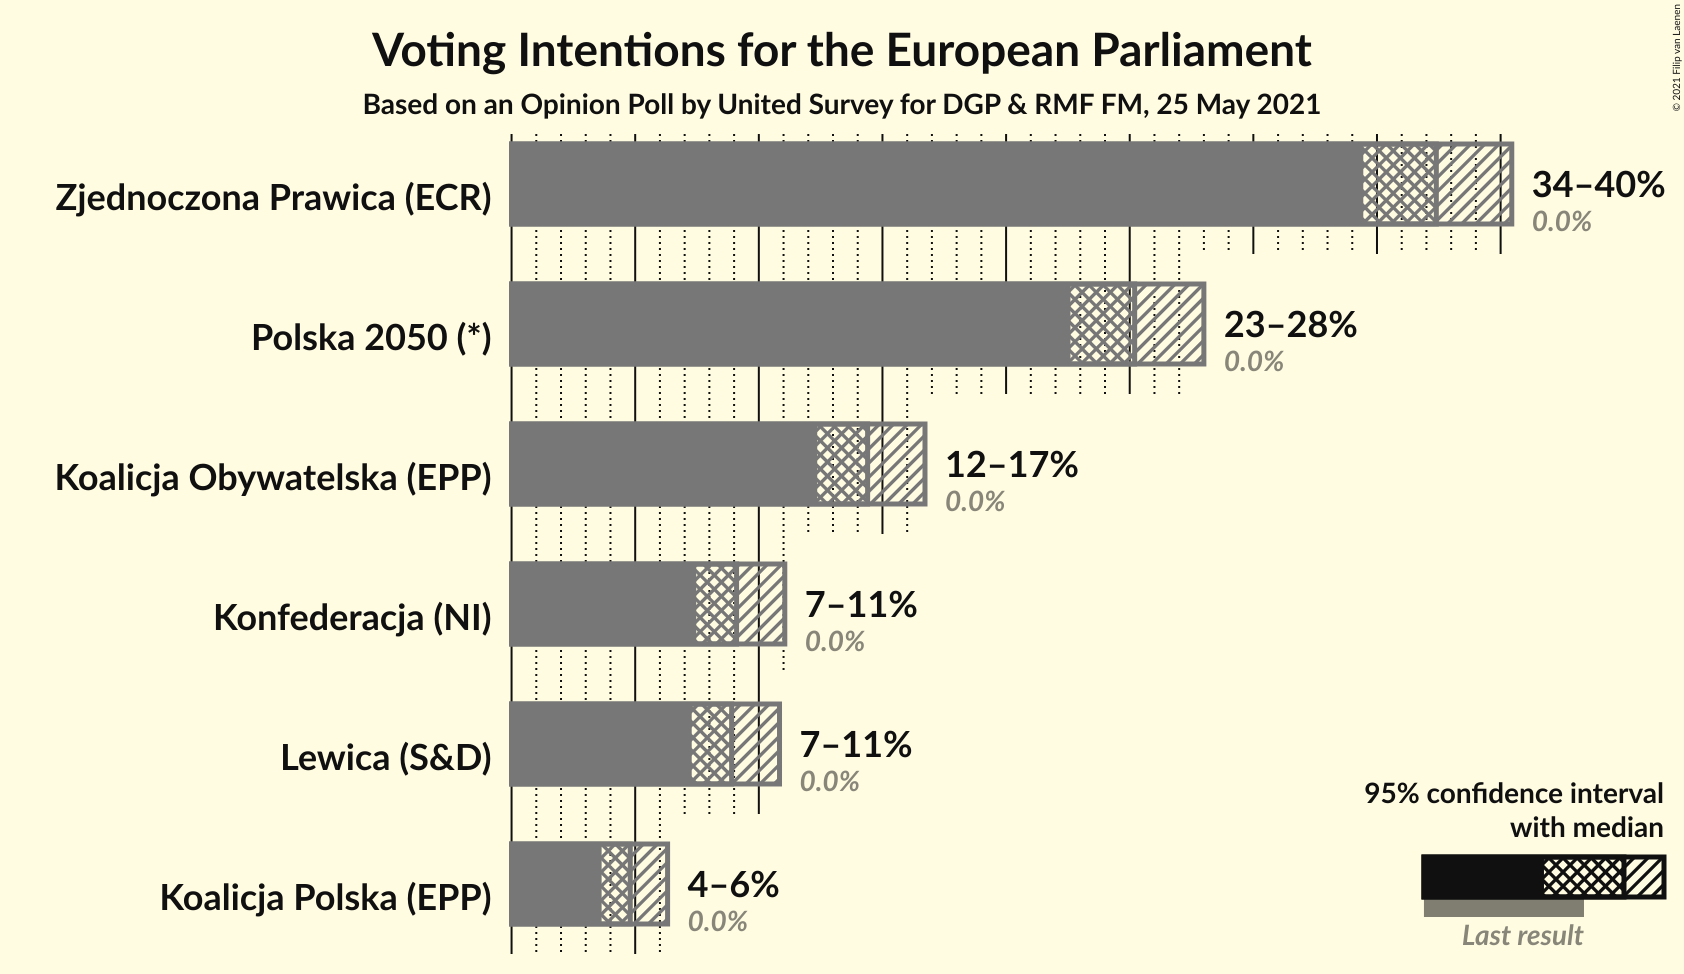 Voting Intentions for the European Parliament
Based on an Opinion Poll by United Survey for DGP & RMF FM, 25 May 2021
© 2021 Filip van Laenen
Zjednoczona Prawica (ECR)
34–40%
0.0%
Polska 2050 (*)
23–28%
0.0%
Koalicja Obywatelska (EPP)
12–17%
0.0%
Konfederacja (NI)
7–11%
0.0%
Lewica (S&D)
7–11%
0.0%
Koalicja Polska (EPP)
4–6%
0.0%
95% confidence interval
with median
Last result